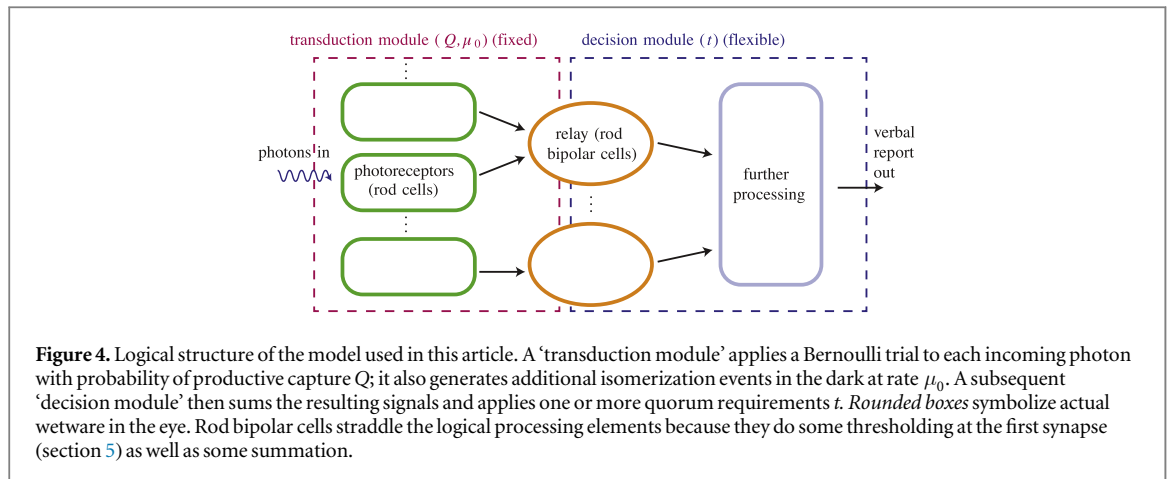 transduction module (Q, μ0) (fixed)
decision module (t) (flexible)
photons in
photoreceptors
(rod cells)
relay (rod
bipolar cells)
further
processing
verbal
report
out
Figure 4. Logical structure of the model used in this article. A ‘transduction module’ applies a Bernoulli trial to each incoming photon
with probability of productive capture Q; it also generates additional isomerization events in the dark at rate μ0. A subsequent
‘decision module’ then sums the resulting signals and applies one or more quorum requirements t. Rounded boxes symbolize actual
wetware in the eye. Rod bipolar cells straddle the logical processing elements because they do some thresholding at the first synapse
(section 5) as well as some summation.